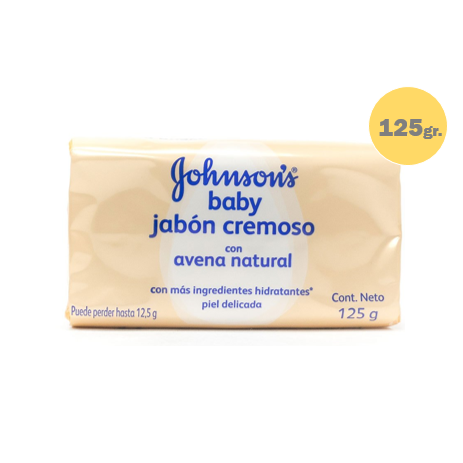 125gr.
Johnson's®
baby
jabón cremoso
con
avena natural
con más ingredientes hidratantes*
piel delicada
Puede perder hasta 12,5 g
Cont. Neto
125 g